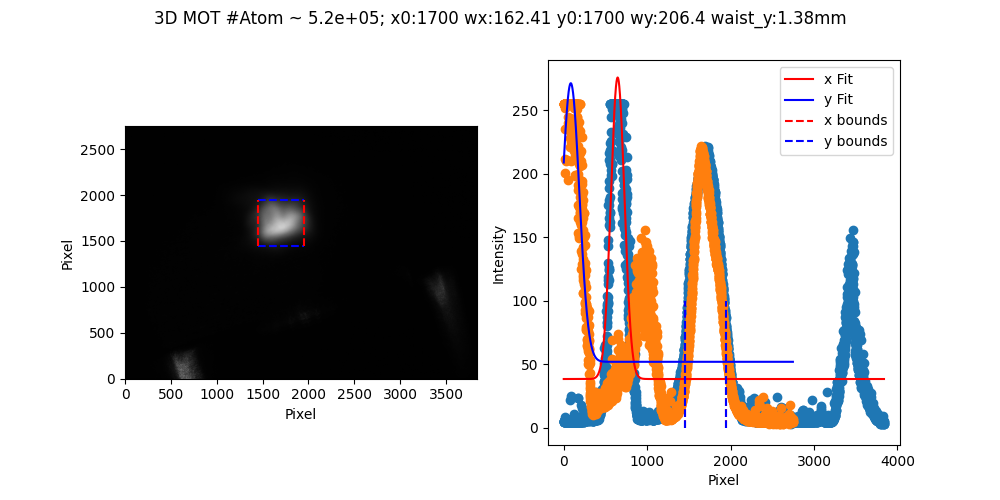 3D MOT #Atom ~ 5.2e+05; x0:1700 wx:162.41 y0:1700 wy:206.4 waist_y:1.38mm
Pixel
2500
2000
1500
1000
500
0
0 500 1000 1500 2000 2500 3000 3500
Pixel
Intensity
250
200
150
100
50
0
x Fit
y Fit
x bounds
y bounds
0 1000 2000 3000 4000
Pixel